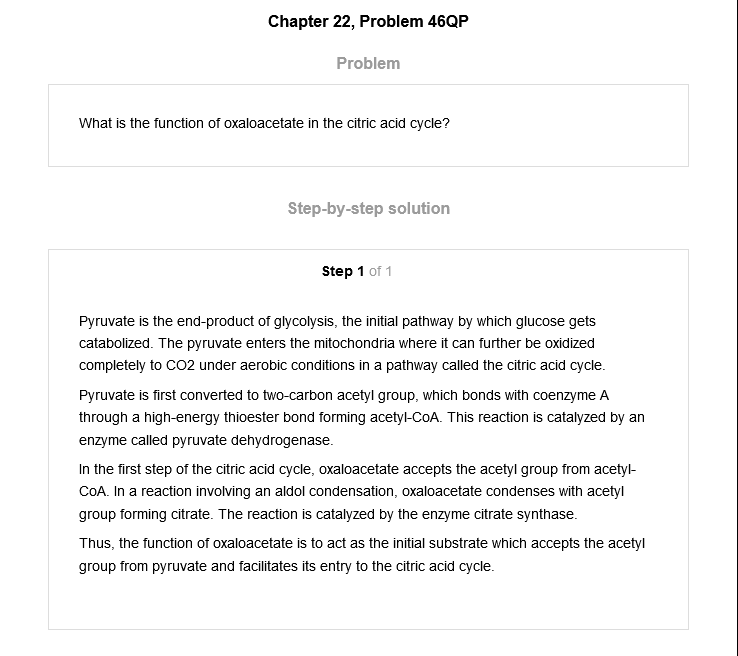 Chapter 22, Problem 46QP
Problem
What is the function of oxaloacetate in the citric acid cycle?
Step-by-step solution
Step 1 of 1
Pyruvate is the end-product of glycolysis, the initial pathway by which glucose gets
catabolized. The pyruvate enters the mitochondria where it can further be oxidized
completely to CO2 under aerobic conditions in a pathway called the citric acid cycle.
Pyruvate is first converted to two-carbon acetyl group, which bonds with coenzyme A
through a high-energy thioester bond forming acetyl-CoA. This reaction is catalyzed by an
enzyme called pyruvate dehydrogenase.
In the first step of the citric acid cycle, oxaloacetate accepts the acetyl group from acetyl-
CoA. In a reaction involving an aldol condensation, oxaloacetate condenses with acetyl
group forming citrate. The reaction is catalyzed by the enzyme citrate synthase.
Thus, the function of oxaloacetate is to act as the initial substrate which accepts the acetyl
group from pyruvate and facilitates its entry to the citric acid cycle.